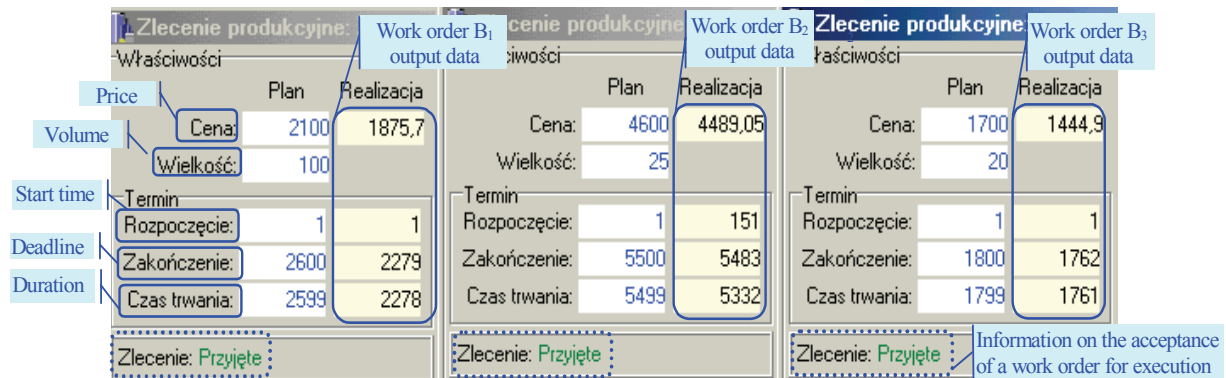 Zlecenie produkcyjne:
Work order B₁
output data
Właściwości
Plan Realizacja
Price
Cena: 2100 1875,7
Volume
Wielkość: 100
Start time
Termin
Rozpoczęcie: 1 1
Deadline
Zakończenie: 2600 2279
Duration
Czas trwania: 2599 2278
Zlecenie: Przyjęte
cenie produkcyjne
Work order B₂
output data
ciwości
Plan Realizacja
Cena: 4600 4489,05
Wielkość: 25
Termin
Rozpoczęcie: 1 151
Zakończenie: 5500 5483
Czas trwania: 5499 5332
Zlecenie: Przyjęte
Zlecenie produkcyjne:
Work order B₃
output data
łaściwości
Plan Realizacja
Cena: 1700 1444,9
Wielkość: 20
Termin
Rozpoczęcie: 1 1
Zakończenie: 1800 1762
Czas trwania: 1799 1761
Zlecenie: Przyjęte
Information on the acceptance
of a work order for execution